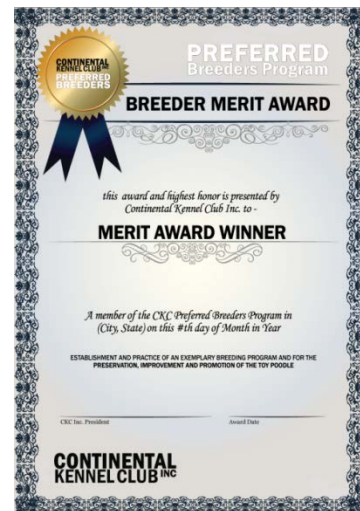 CONTINENTAL
KENNEL CLUB INC
PREFERRED
BREEDERS
PREFERRED
Breeders Program
BREEDER MERIT AWARD
this award and highest honor is presented by
Continental Kennel Club Inc. to -
MERIT AWARD WINNER
A member of the CKC Preferred Breeders Program in
(City, State) on this #th day of Month in Year
ESTABLISHMENT AND PRACTICE OF AN EXEMPLARY BREEDING PROGRAM AND FOR THE
PRESERVATION, IMPROVEMENT AND PROMOTION OF THE TOY POODLE
CKC Inc. President Award Date
CONTINENTAL
KENNEL CLUB INC